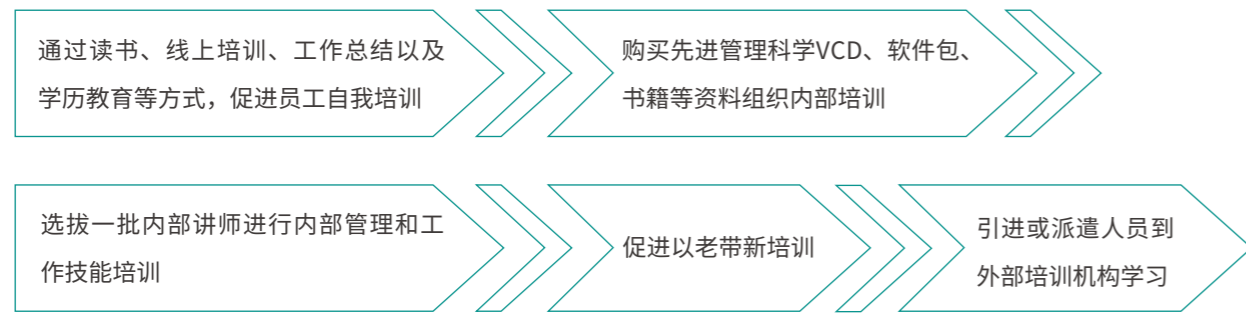 通过读书、线上培训、工作总结以及
学历教育等方式，促进员工自我培训
购买先进管理科学VCD、软件包、
书籍等资料组织内部培训
选拔一批内部讲师进行内部管理和工
作技能培训
促进以老带新培训
引进或派遣人员到
外部培训机构学习